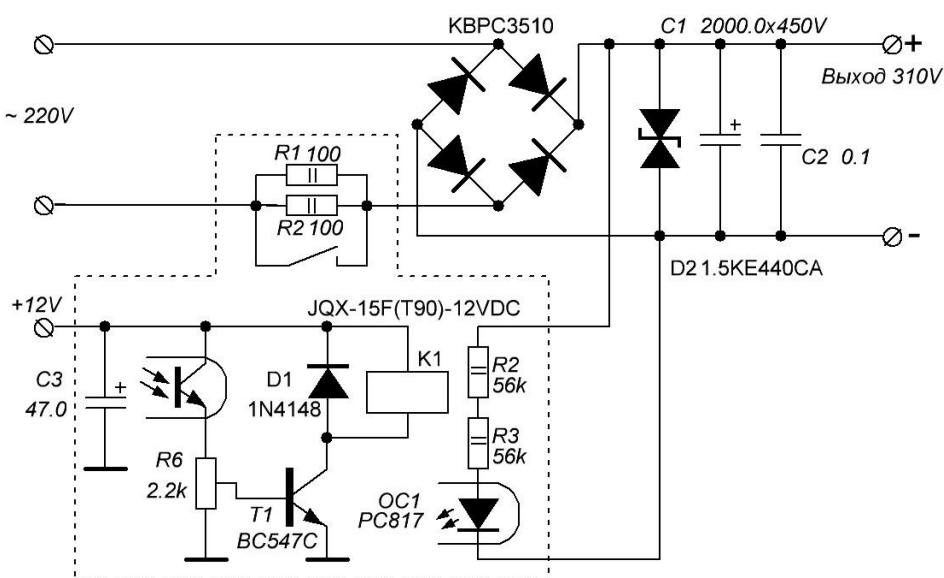 KBPC3510
C1 2000.0x450V
+
Выход 310V
~ 220V
R1 100
+
C2 0.1
R2 100
-
D2 1.5KE440CA
+12V
JQX-15F(T90)-12VDC
K1
R2
56k
C3
47.0
+
D1
1N4148
R3
56k
R6
2.2k
OC1
PC817
T1
BC547C